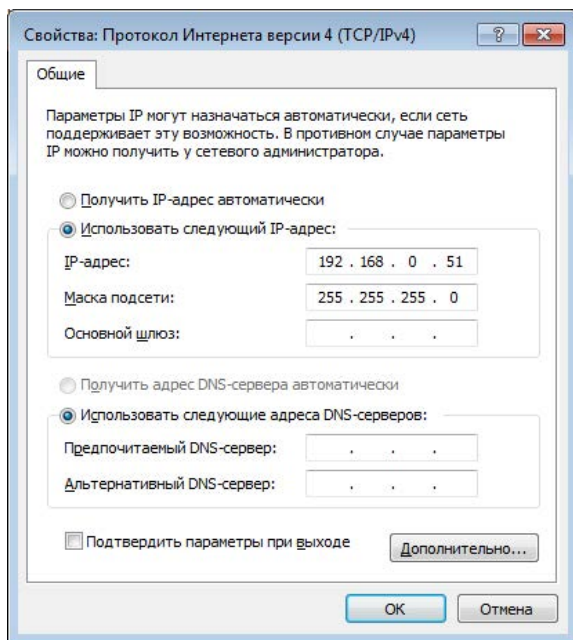 Свойства: Протокол Интернета версии 4 (TCP/IPv4)
Общие
Параметры IP могут назначаться автоматически, если сеть
поддерживает эту возможность. В противном случае параметры
IP можно получить у сетевого администратора.
Получить IP-адрес автоматически
Использовать следующий IP-адрес:
IP-адрес: 192 . 168 . 0 . 51
Маска подсети: 255 . 255 . 255 . 0
Основной шлюз: . . .
Получить адрес DNS-сервера автоматически
Использовать следующие адреса DNS-серверов:
Предпочитаемый DNS-сервер: . . .
Альтернативный DNS-сервер: . . .
Подтвердить параметры при выходе
Дополнительно...
ОК Отмена